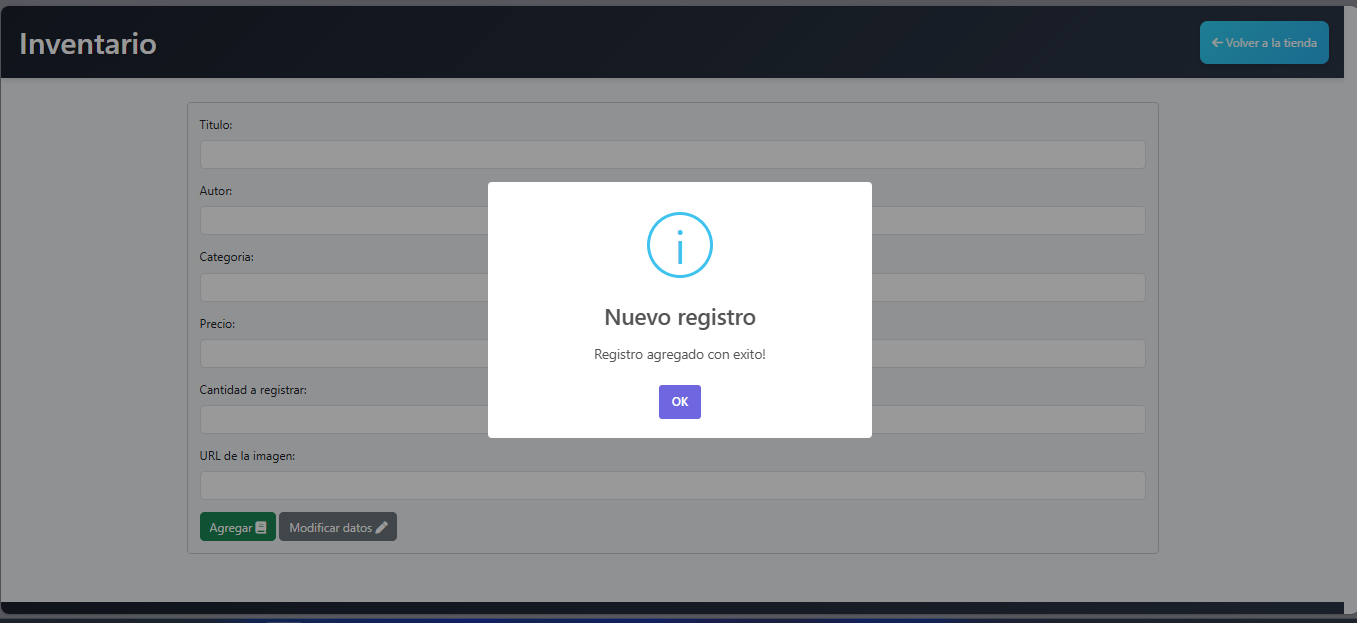 Inventario
Volver a la tienda
Titulo:
Autor:
Categoria:
Precio:
Cantidad a registrar:
URL de la imagen:
Agregar
Modificar datos
Nuevo registro
Registro agregado con exito!
OK